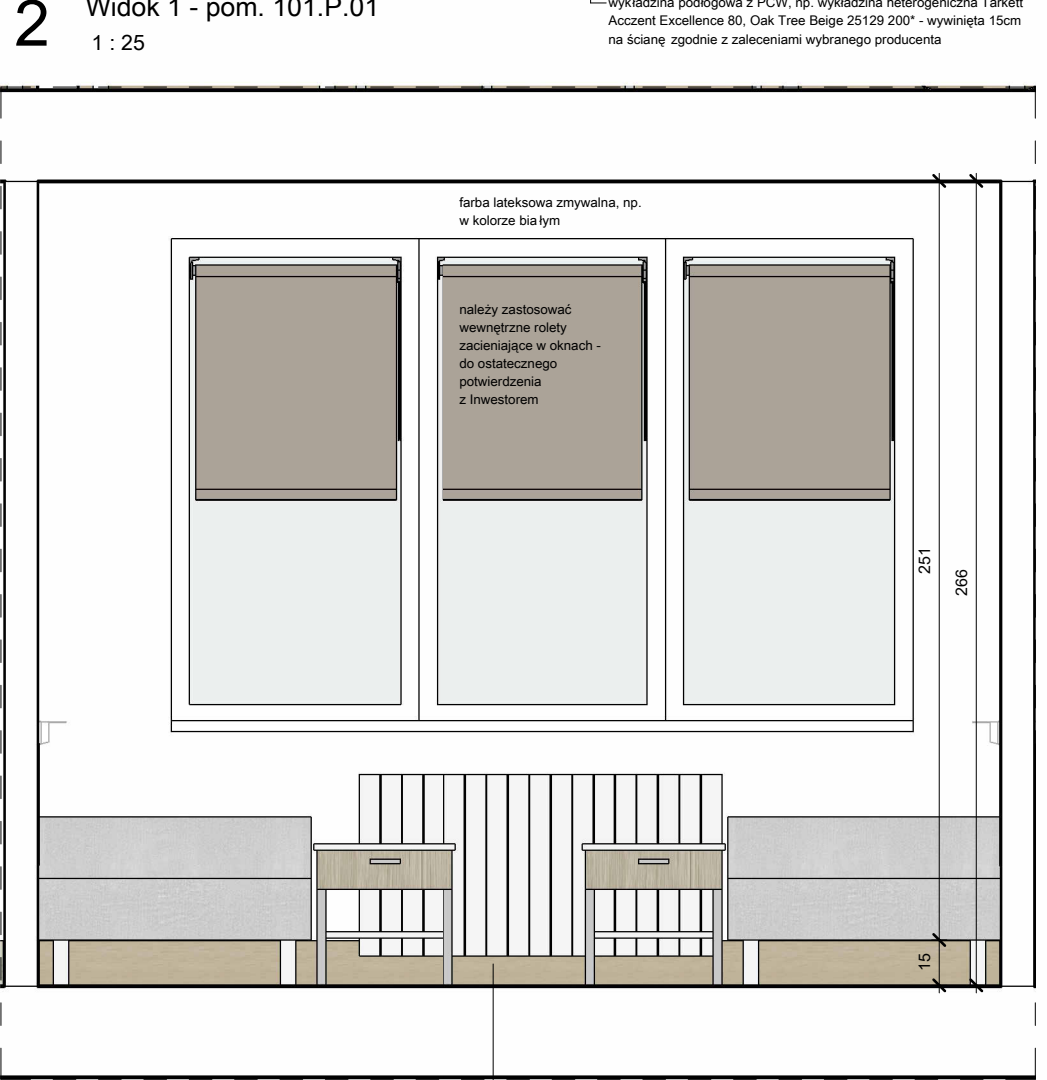 2
Widok 1 - pom. 101.P.01
1 : 25
wykładzina podłogowa z PCW, np. wykładzina heterogeniczna Tarkett
Acczent Excellence 80, Oak Tree Beige 25129 200* - wywinięta 15cm
na ścianę zgodnie z zaleceniami wybranego producenta
farba lateksowa zmywalna, np.
w kolorze białym
należy zastosować
wewnętrzne rolety
zacieniające w oknach -
do ostatecznego
potwierdzenia
z Inwestorem
251
266
15